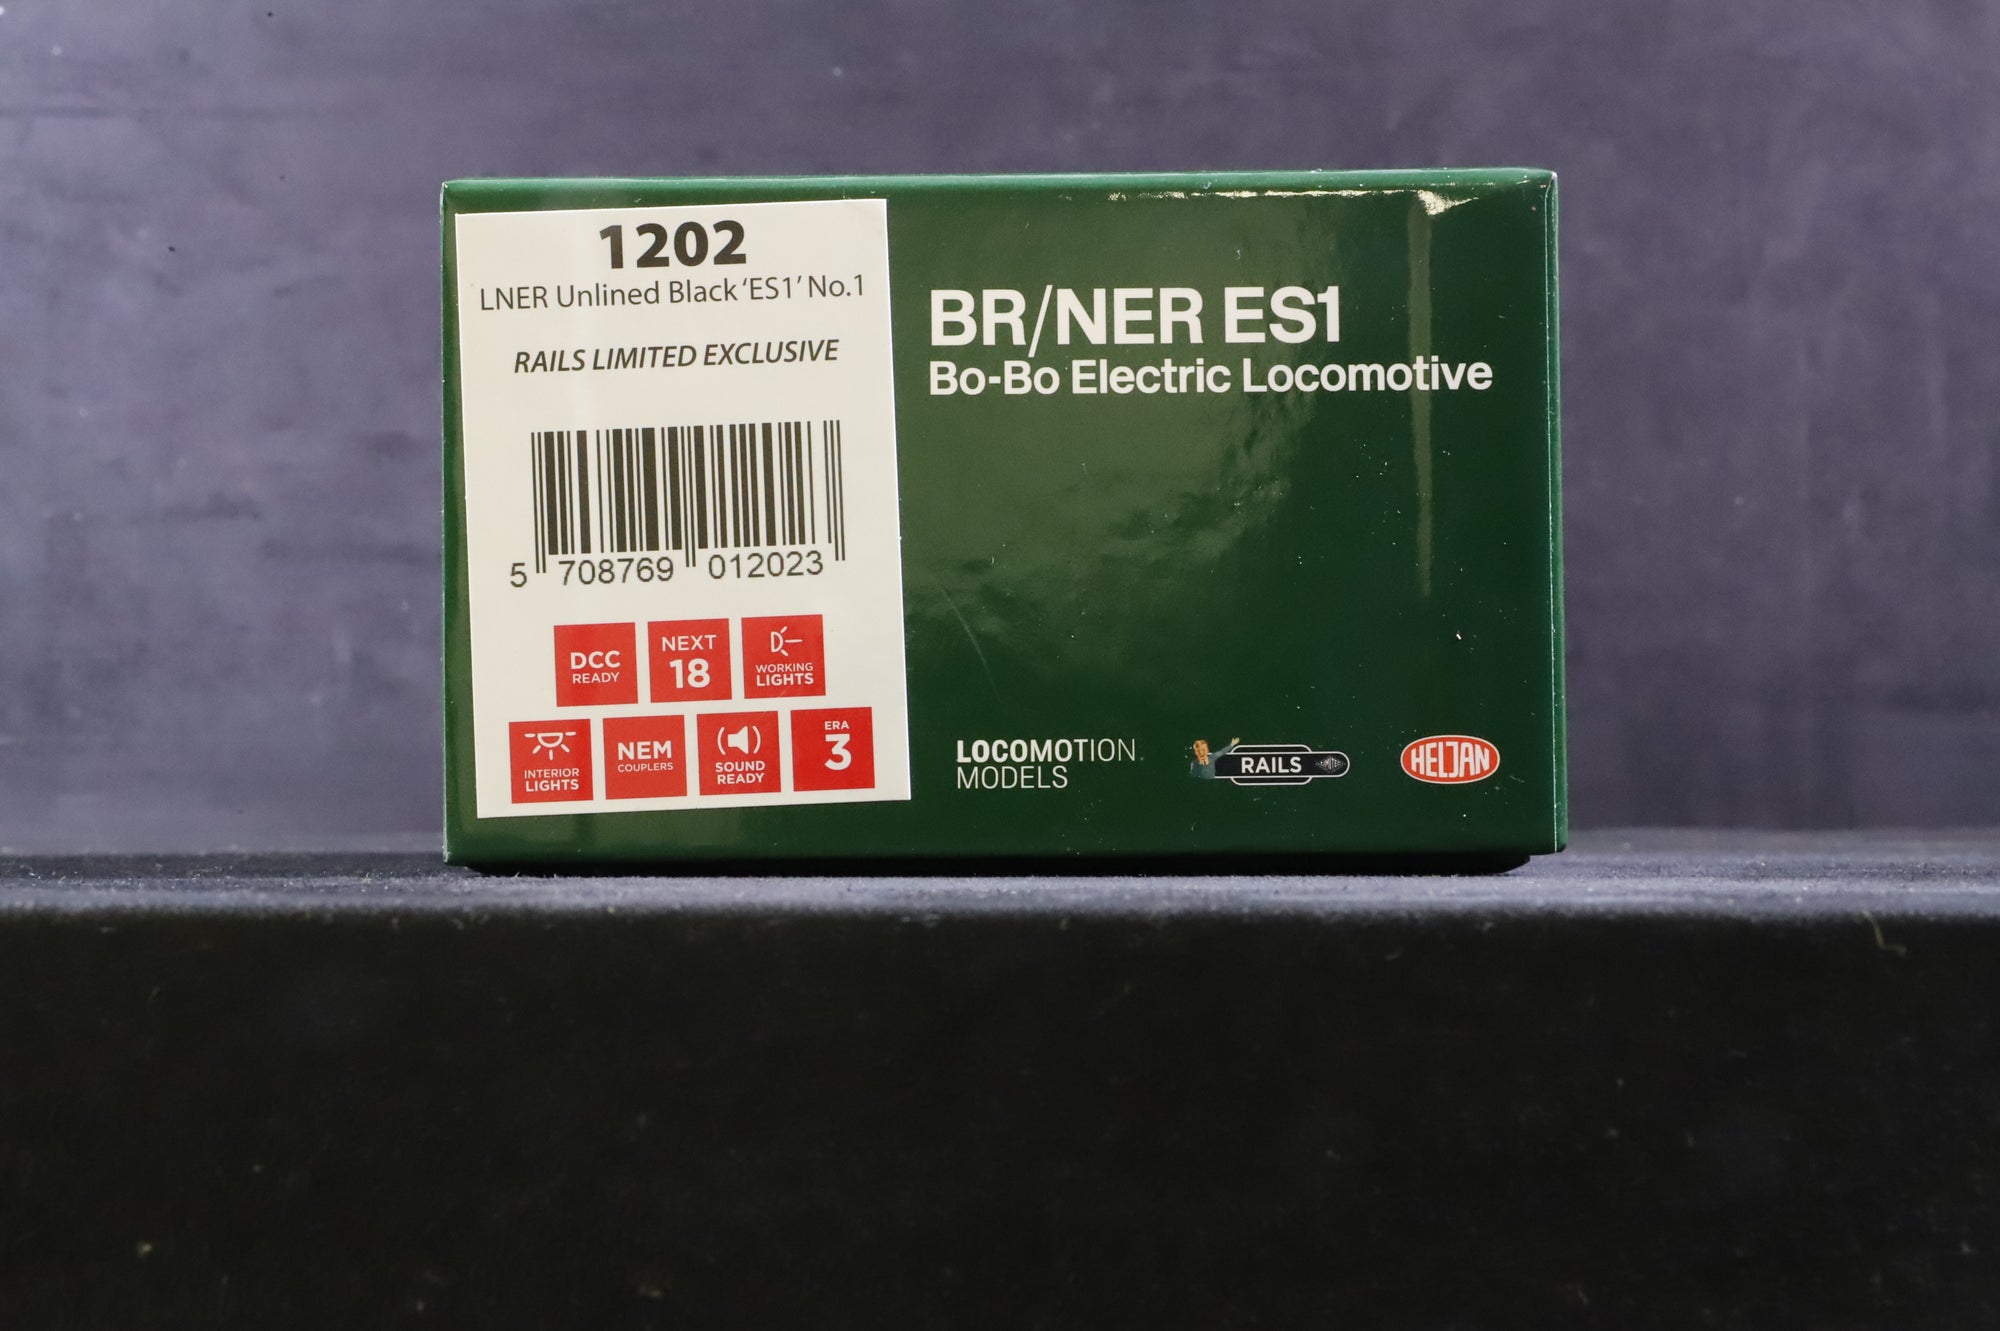 1202
LNER Unlined Black 'ES1' No.1
RAILS LIMITED EXCLUSIVE
5 708769 012023
DCC
READY
NEXT
18
WORKING
LIGHTS
INTERIOR
LIGHTS
NEM
COUPLERS
SOUND
READY
ERA
3
BR/NER ES1
Bo-Bo Electric Locomotive
LOCOMOTION
MODELS
RAILS
HELJAN